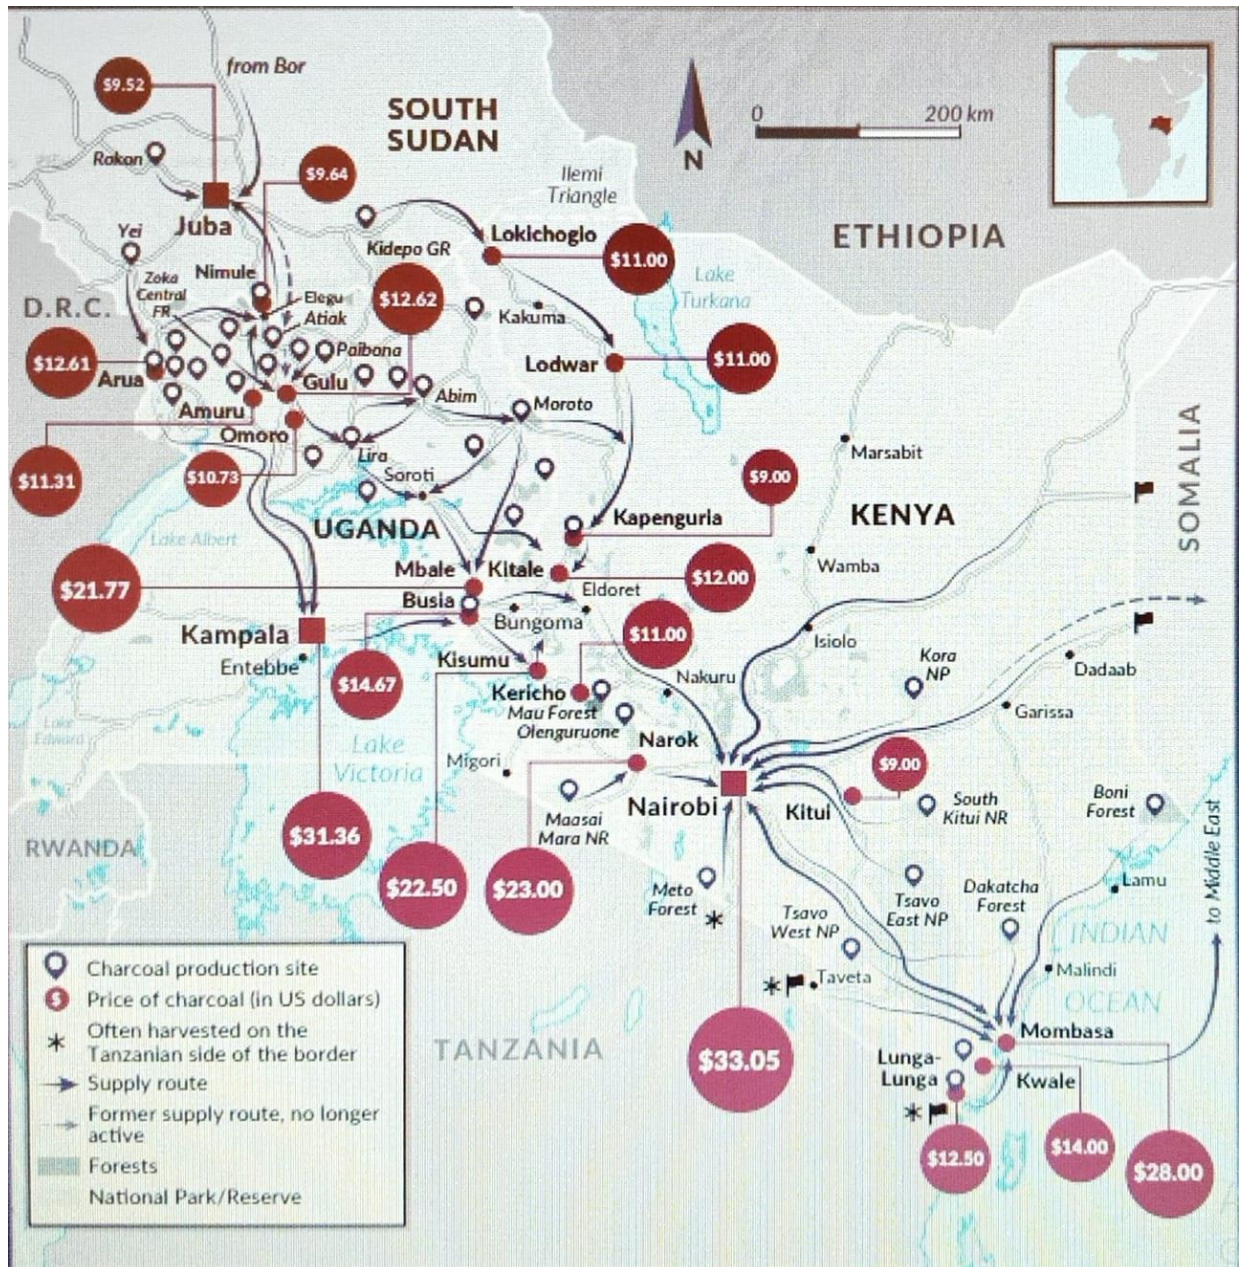 $9.52
from Bor
SOUTH
SUDAN
0
200 km
N
Rokon
$9.64
Ilemi
Triangle
Juba
ETHIOPIA
Yei
Kidepo GR
Lokichogio
$11.00
Zoka
Central
FR
Nimule
$12.62
Lake
Turkana
D.R.C.
Elegu
Atiak
Kakuma
$12.61
Arua
Paibona
Lodwar
$11.00
Gulu
Abim
Moroto
Amuru
Omoro
Lira
Marsabit
SOMALIA
$11.31
$10.73
Soroti
$9.00
UGANDA
Kapenguria
KENYA
Lake Albert
Mbale
Kitale
$12.00
Wamba
$21.77
Busia
Eldoret
Bungoma
Kampala
$11.00
Isiolo
Entebbe
$14.67
Kisumu
Kora
NP
Dadaab
Kericho
Nakuru
Mau Forest
Olenguruone
Garissa
Lake
Edward
Lake
Victoria
Migori
Narok
$9.00
Nairobi
Kitui
South
Kitui NR
Boni
Forest
Maasai
Mara NR
RWANDA
$31.36
$22.50
$23.00
Meto
Forest
*
Tsavo
East NP
Dakatcha
Forest
Lamu
to Middle East
Tsavo
West NP
INDIAN
OCEAN
* Taveta
Malindi
TANZANIA
$33.05
Mombasa
Lunga-
Lunga
Kwale
*
$12.50
$14.00
$28.00
Charcoal production site
$ Price of charcoal (in US dollars)
* Often harvested on the
Tanzanian side of the border
Supply route
Former supply route, no longer
active
Forests
National Park/Reserve